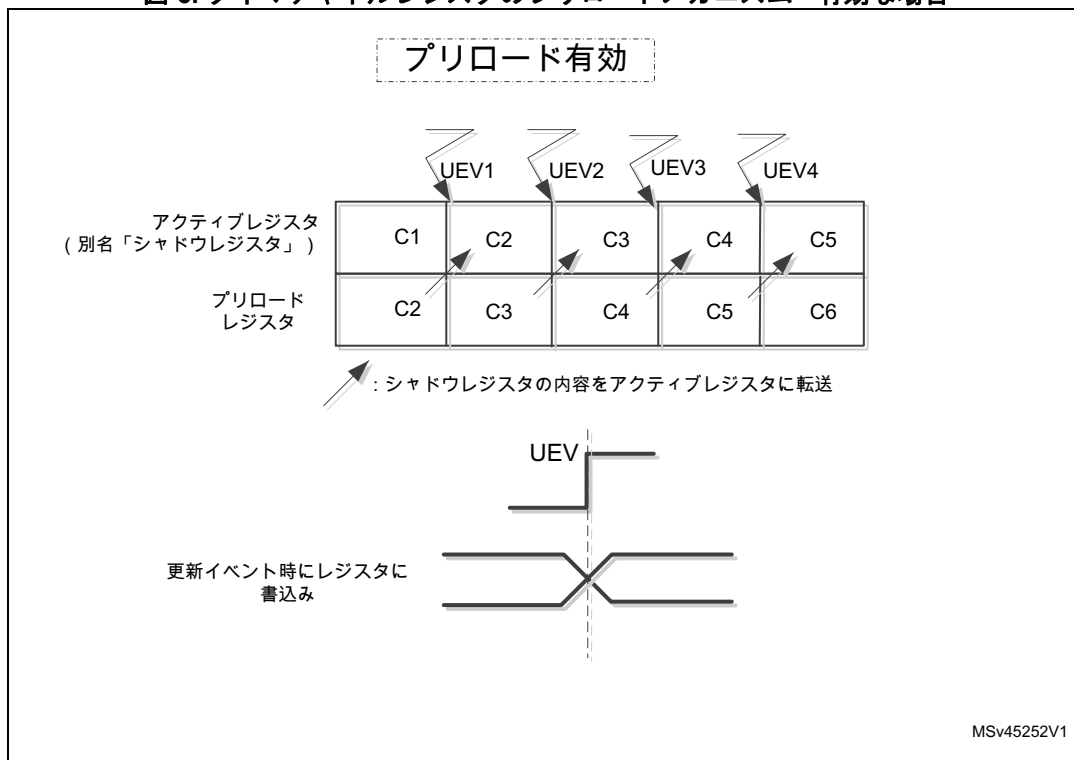 プリロード有効
UEV1 UEV2 UEV3 UEV4
アクティブレジスタ
(別名「シャドウレジスタ」)
C1 C2 C3 C4 C5
プリロード
レジスタ
C2 C3 C4 C5 C6
:シャドウレジスタの内容をアクティブレジスタに転送
UEV
更新イベント時にレジスタに
書込み
MSv45252V1